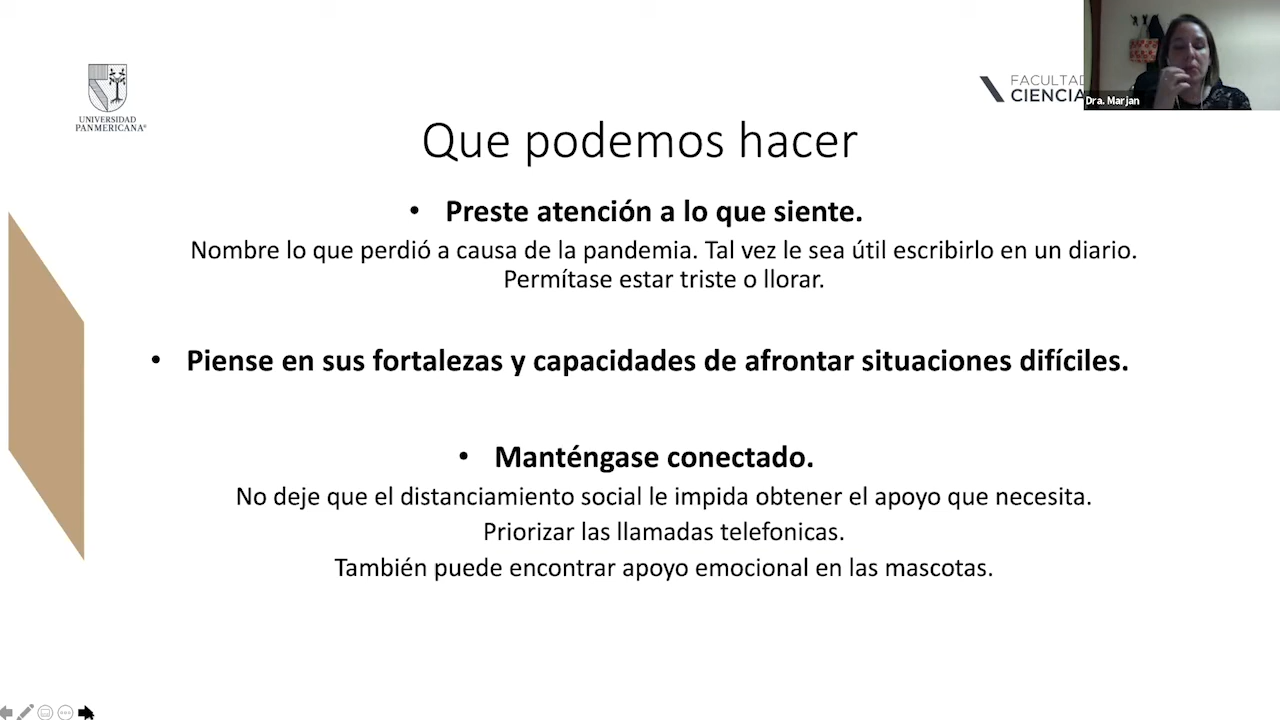 UNIVERSIDAD
PANAMERICANA®
FACULTAD
CIENCIA
Dra. Marjan
Que podemos hacer
• Preste atención a lo que siente.
Nombre lo que perdió a causa de la pandemia. Tal vez le sea útil escribirlo en un diario.
Permítase estar triste o llorar.
• Piense en sus fortalezas y capacidades de afrontar situaciones difíciles.
• Manténgase conectado.
No deje que el distanciamiento social le impida obtener el apoyo que necesita.
Priorizar las llamadas telefonicas.
También puede encontrar apoyo emocional en las mascotas.